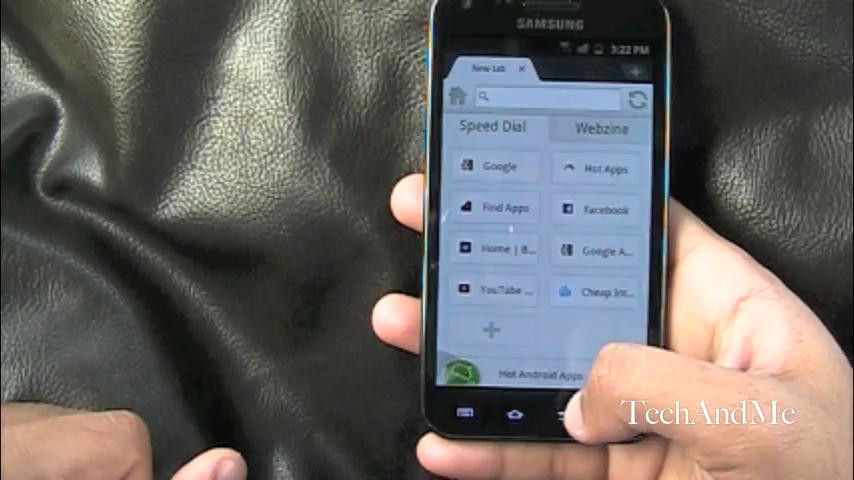 SAMSUNG
3:22 PM
New tab
Speed Dial
Webzine
Google
Hot Apps
Find Apps
Facebook
Home | B...
Google A...
YouTube ...
Cheap Int...
Hot Android Apps
TechAndMe